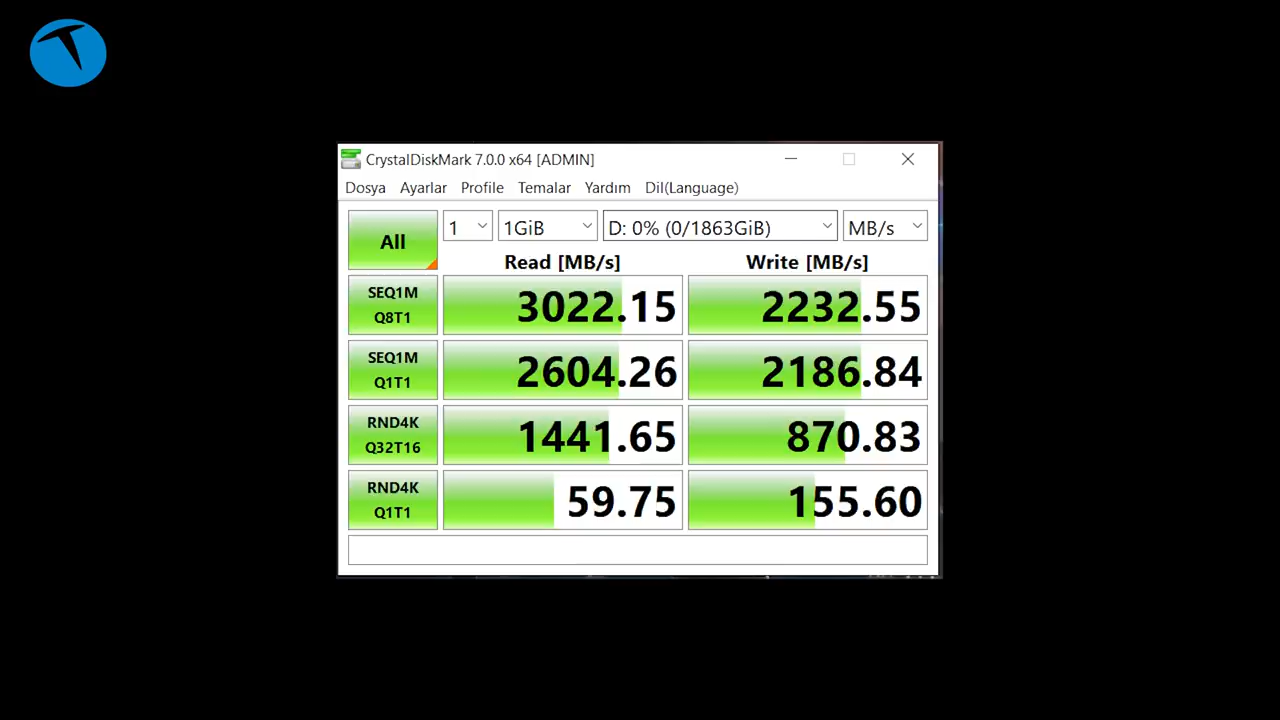 CrystalDiskMark 7.0.0 x64 [ADMIN]
Dosya Ayarlar Profile Temalar Yardım Dil(Language)
All 1 1GiB D: 0% (0/1863GiB) MB/s
Read [MB/s] Write [MB/s]
SEQ1M
Q8T1
3022.15 2232.55
SEQ1M
Q1T1
2604.26 2186.84
RND4K
Q32T16
1441.65 870.83
RND4K
Q1T1
59.75 155.60